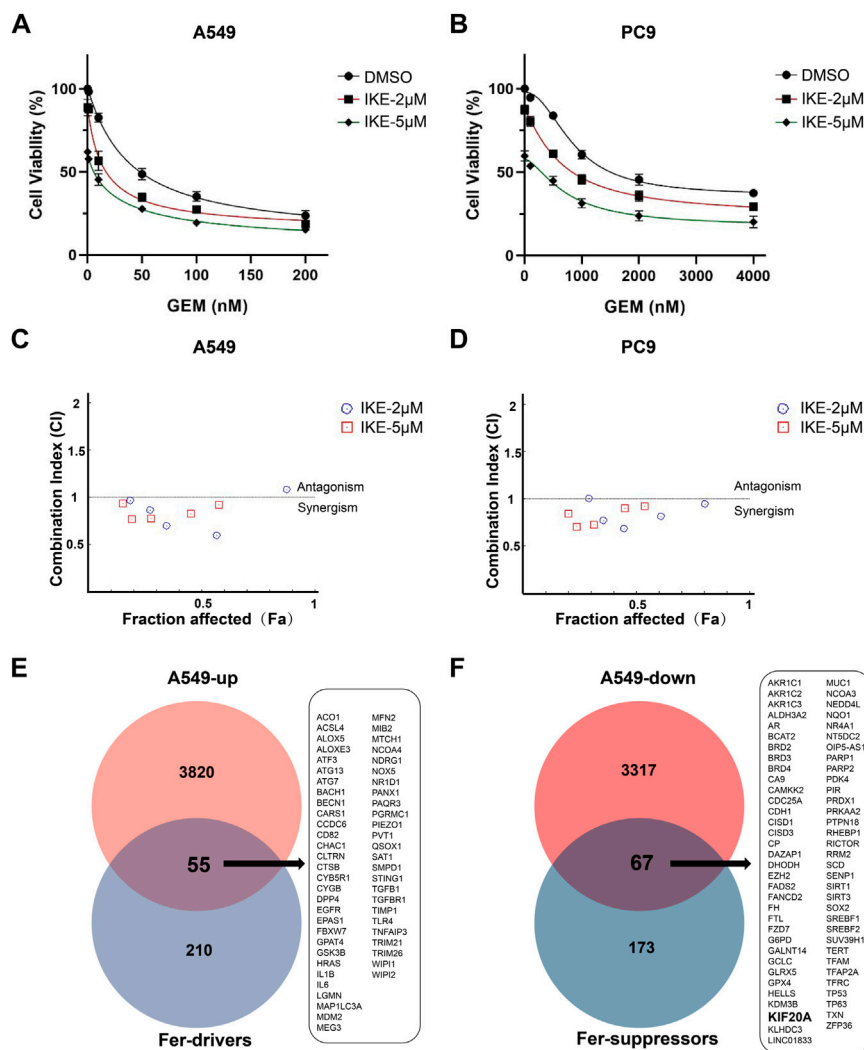 A
A549
Cell Viability (%)
100
50
0
0
50
100
150
200
GEM (nM)
DMSO
IKE-2μM
IKE-5μM
B
PC9
Cell Viability (%)
100
50
0
0
1000
2000
3000
4000
GEM (nM)
DMSO
IKE-2μM
IKE-5μM
C
A549
Combination Index (CI)
2
1.5
1
0.5
0.5
1
Fraction affected（Fa）
Antagonism
Synergism
IKE-2μM
IKE-5μM
D
PC9
Combination Index (CI)
2
1.5
1
0.5
0.5
1
Fraction affected（Fa）
Antagonism
Synergism
IKE-2μM
IKE-5μM
E
A549-up
3820
55
210
Fer-drivers
ACO1 MFN2
ACSL4 MIB2
ALOX5 MTCH1
ALOXE3 NCOA4
ATF3 NDRG1
ATG13 NOX5
ATG7 NR1D1
BACH1 PANX1
BECN1 PAQR3
CARS1 PGRMC1
CCDC6 PIEZO1
CD82 PVT1
CHAC1 QSOX1
CLTRN SAT1
CTSB SMPD1
CYB5R1 STING1
CYGB TGFB1
DPP4 TGFBR1
EGFR TIMP1
EPAS1 TLR4
FBXW7 TNFAIP3
GPAT4 TRIM21
GSK3B TRIM26
HRAS WIPI1
IL1B WIPI2
IL6
LGMN
MAP1LC3A
MDM2
MEG3
F
A549-down
3317
67
173
Fer-suppressors
AKR1C1 MUC1
AKR1C2 NCOA3
AKR1C3 NEDD4L
ALDH3A2 NQO1
AR NR4A1
BCAT2 NT5DC2
BRD2 OIP5-AS1
BRD3 PARP1
BRD4 PARP2
CA9 PDK4
CAMKK2 PIR
CDC25A PRDX1
CDH1 PRKAA2
CISD1 PTPN18
CISD3 RHEBP1
CP RICTOR
DAZAP1 RRM2
DHODH SCD
EZH2 SENP1
FADS2 SIRT1
FANCD2 SIRT3
FH SOX2
FTL SREBF1
FZD7 SREBF2
G6PD SUV39H1
GALNT14 TERT
GCLC TFAM
GLRX5 TFAP2A
GPX4 TFRC
HELLS TP53
KDM3B TP63
KIF20A TXN
KLHDC3 ZFP36
LINC01833